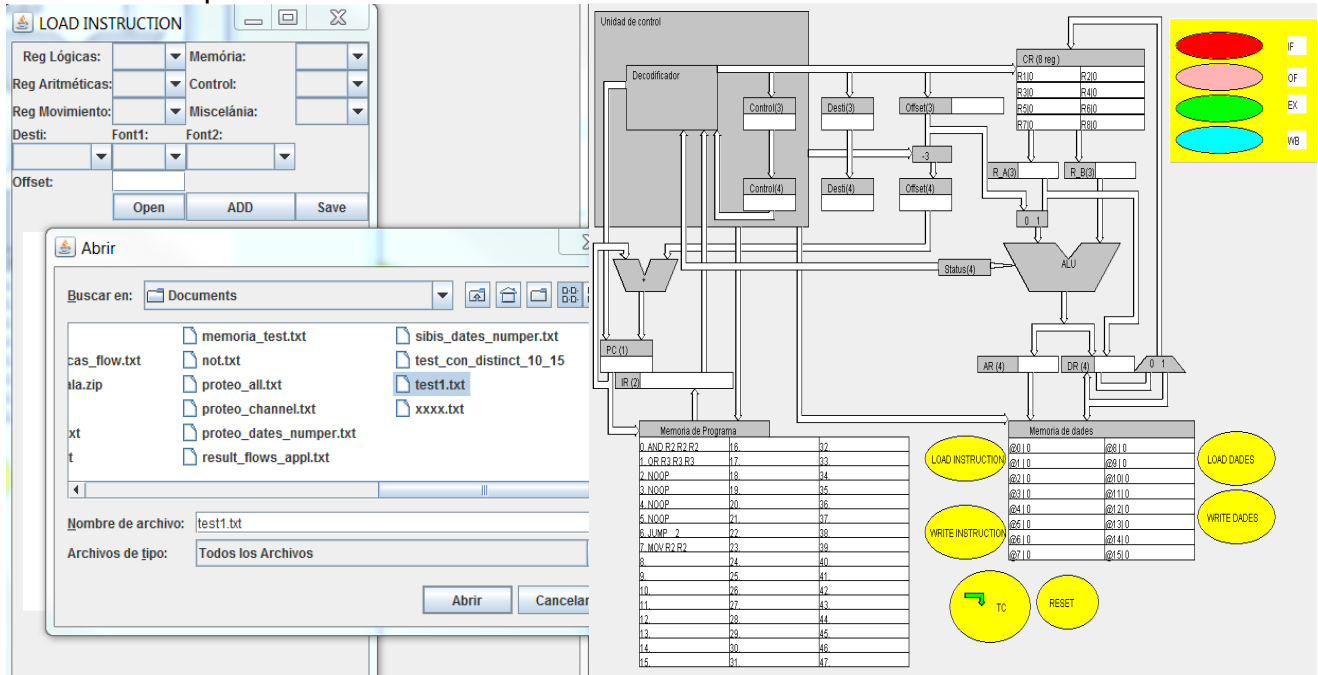 LOAD INSTRUCTION
Reg Lógicas: Memória:
Reg Aritméticas: Control:
Reg Movimiento: Miscelánia:
Desti: Font1: Font2:
Offset:
Open ADD Save
Abrir
Buscar en: Documents
memoria_test.txt sibis_dates_numper.txt
cas_flow.txt not.txt test_con_distinct_10_15
ala.zip proteo_all.txt test1.txt
proteo_channel.txt xxxx.txt
xt proteo_dates_numper.txt
t result_flows_appl.txt
Nombre de archivo: test1.txt
Archivos de tipo: Todos los Archivos
Abrir Cancelar
Unidad de control
Decodificador
Control(3) Desti(3) Offset(3)
-3
Control(4) Desti(4) Offset(4)
CR (8 reg)
R1|0 R2|0
R3|0 R4|0
R5|0 R6|0
R7|0 R8|0
R_A(3) R_B(3)
0 1
ALU
Status(4)
+
PC (1)
IR (2)
AR (4) DR (4) 0 1
IF
OF
EX
WB
Memoria de Programa
0. AND R2 R2 R2 16. 32.
1. OR R3 R3 R3 17. 33.
2. NOOP 18. 34.
3. NOOP 19. 35.
4. NOOP 20. 36.
5. NOOP 21. 37.
6. JUMP 2 22. 38.
7. MOV R2 R2 23. 39.
8. 24. 40.
9. 25. 41.
10. 26. 42.
11. 27. 43.
12. 28. 44.
13. 29. 45.
14. 30. 46.
15. 31. 47.
LOAD INSTRUCTION
WRITE INSTRUCTION
Memoria de dades
@0 | 0 @8 | 0
@1 | 0 @9 | 0
@2 | 0 @10| 0
@3 | 0 @11| 0
@4 | 0 @12| 0
@5 | 0 @13| 0
@6 | 0 @14| 0
@7 | 0 @15| 0
LOAD DADES
WRITE DADES
TC
RESET